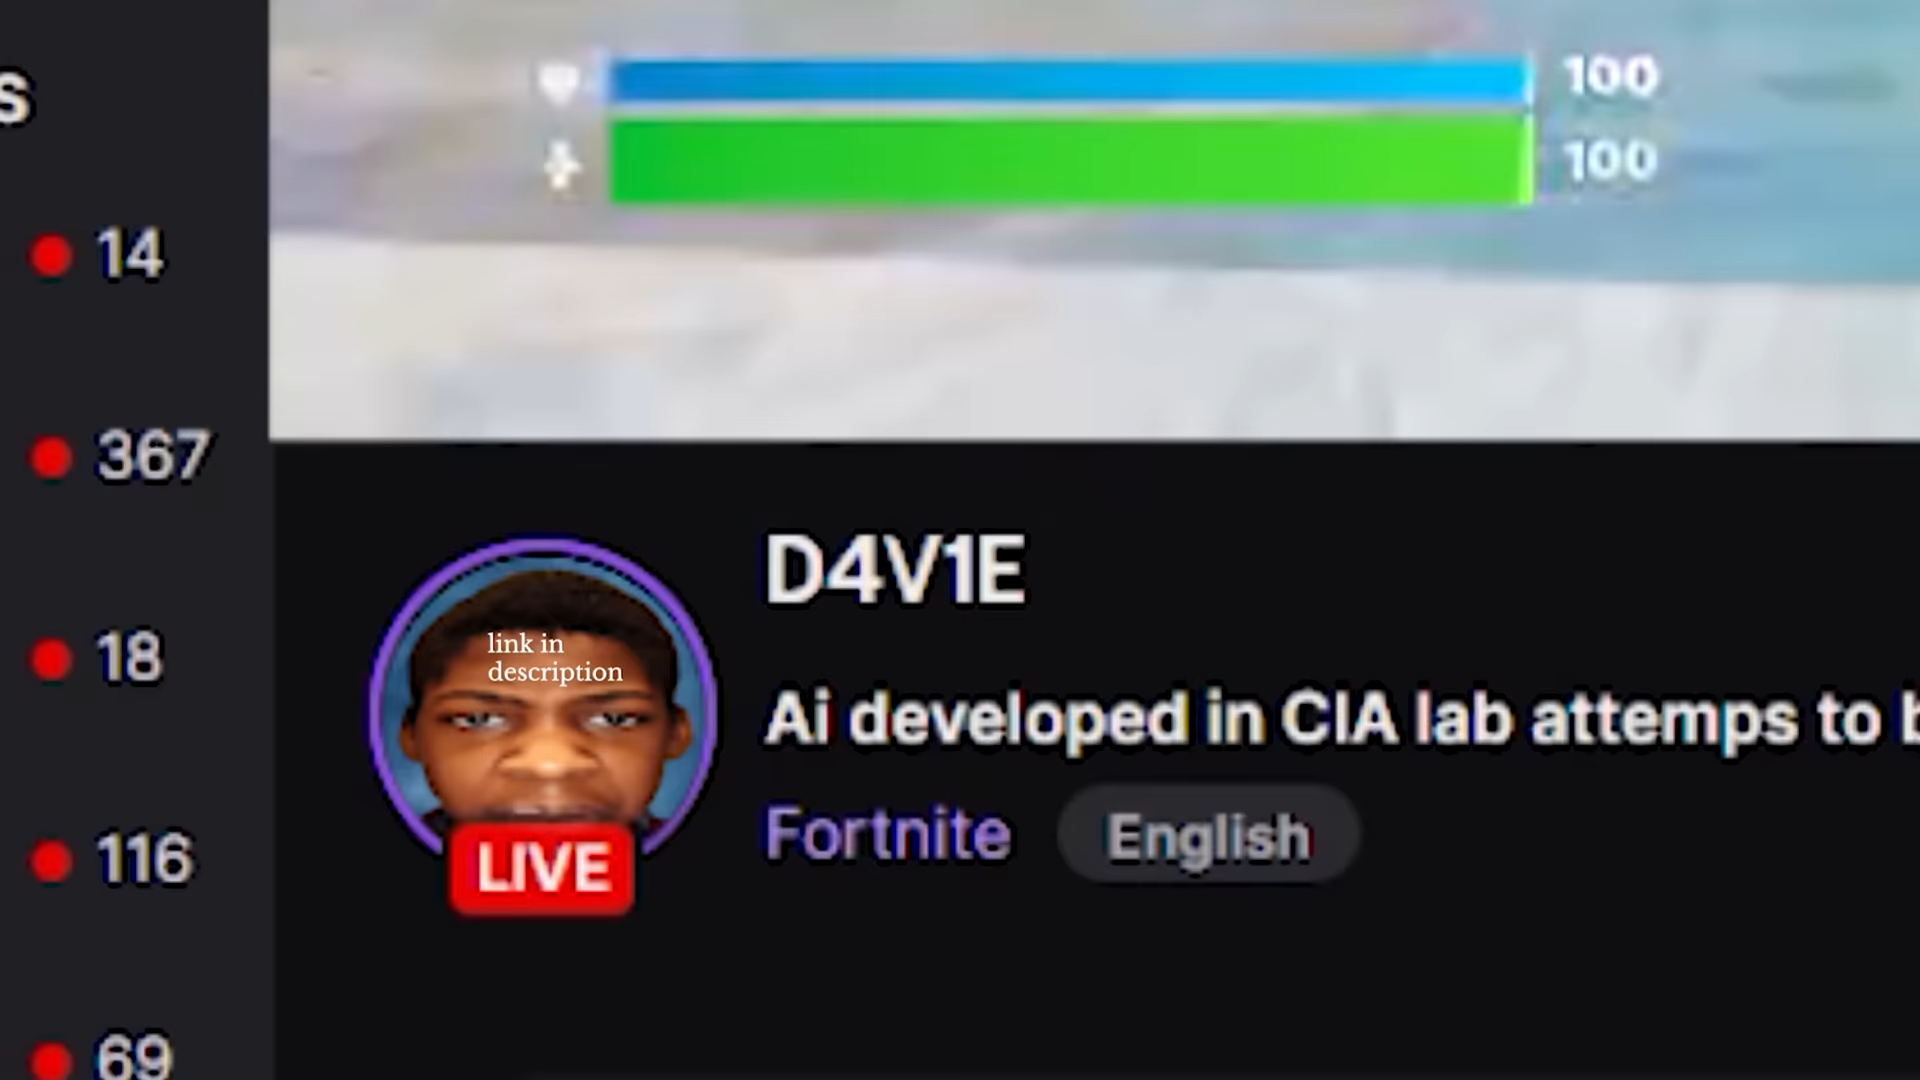 s
100
100
14
367
18
116
69
D4V1E
link in
description
Ai developed in CIA lab attemps to b
Fortnite
English
LIVE